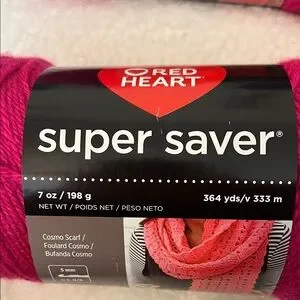 RED
HEART
super saver®
7 oz / 198 g
364 yds/v 333 m
NET WT / POIDS NET / PESO NETO
Cosmo Scarf /
Foulard Cosmo /
Bufanda Cosmo
5 mm